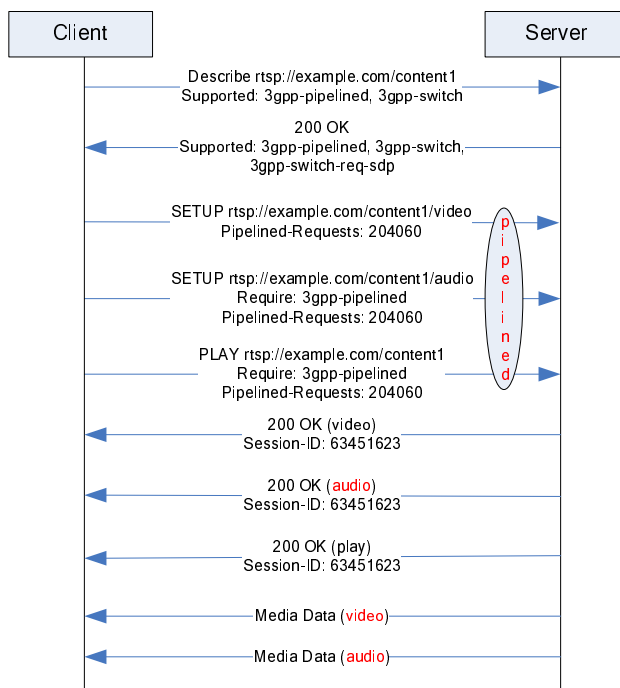 Client
Server
Describe rtsp://example.com/content1
Supported: 3gpp-pipelined, 3gpp-switch
200 OK
Supported: 3gpp-pipelined, 3gpp-switch,
3gpp-switch-req-sdp
SETUP rtsp://example.com/content1/video
Pipelined-Requests: 204060
SETUP rtsp://example.com/content1/audio
Require: 3gpp-pipelined
Pipelined-Requests: 204060
PLAY rtsp://example.com/content1
Require: 3gpp-pipelined
Pipelined-Requests: 204060
pipelined
200 OK (video)
Session-ID: 63451623
200 OK (audio)
Session-ID: 63451623
200 OK (play)
Session-ID: 63451623
Media Data (video)
Media Data (audio)